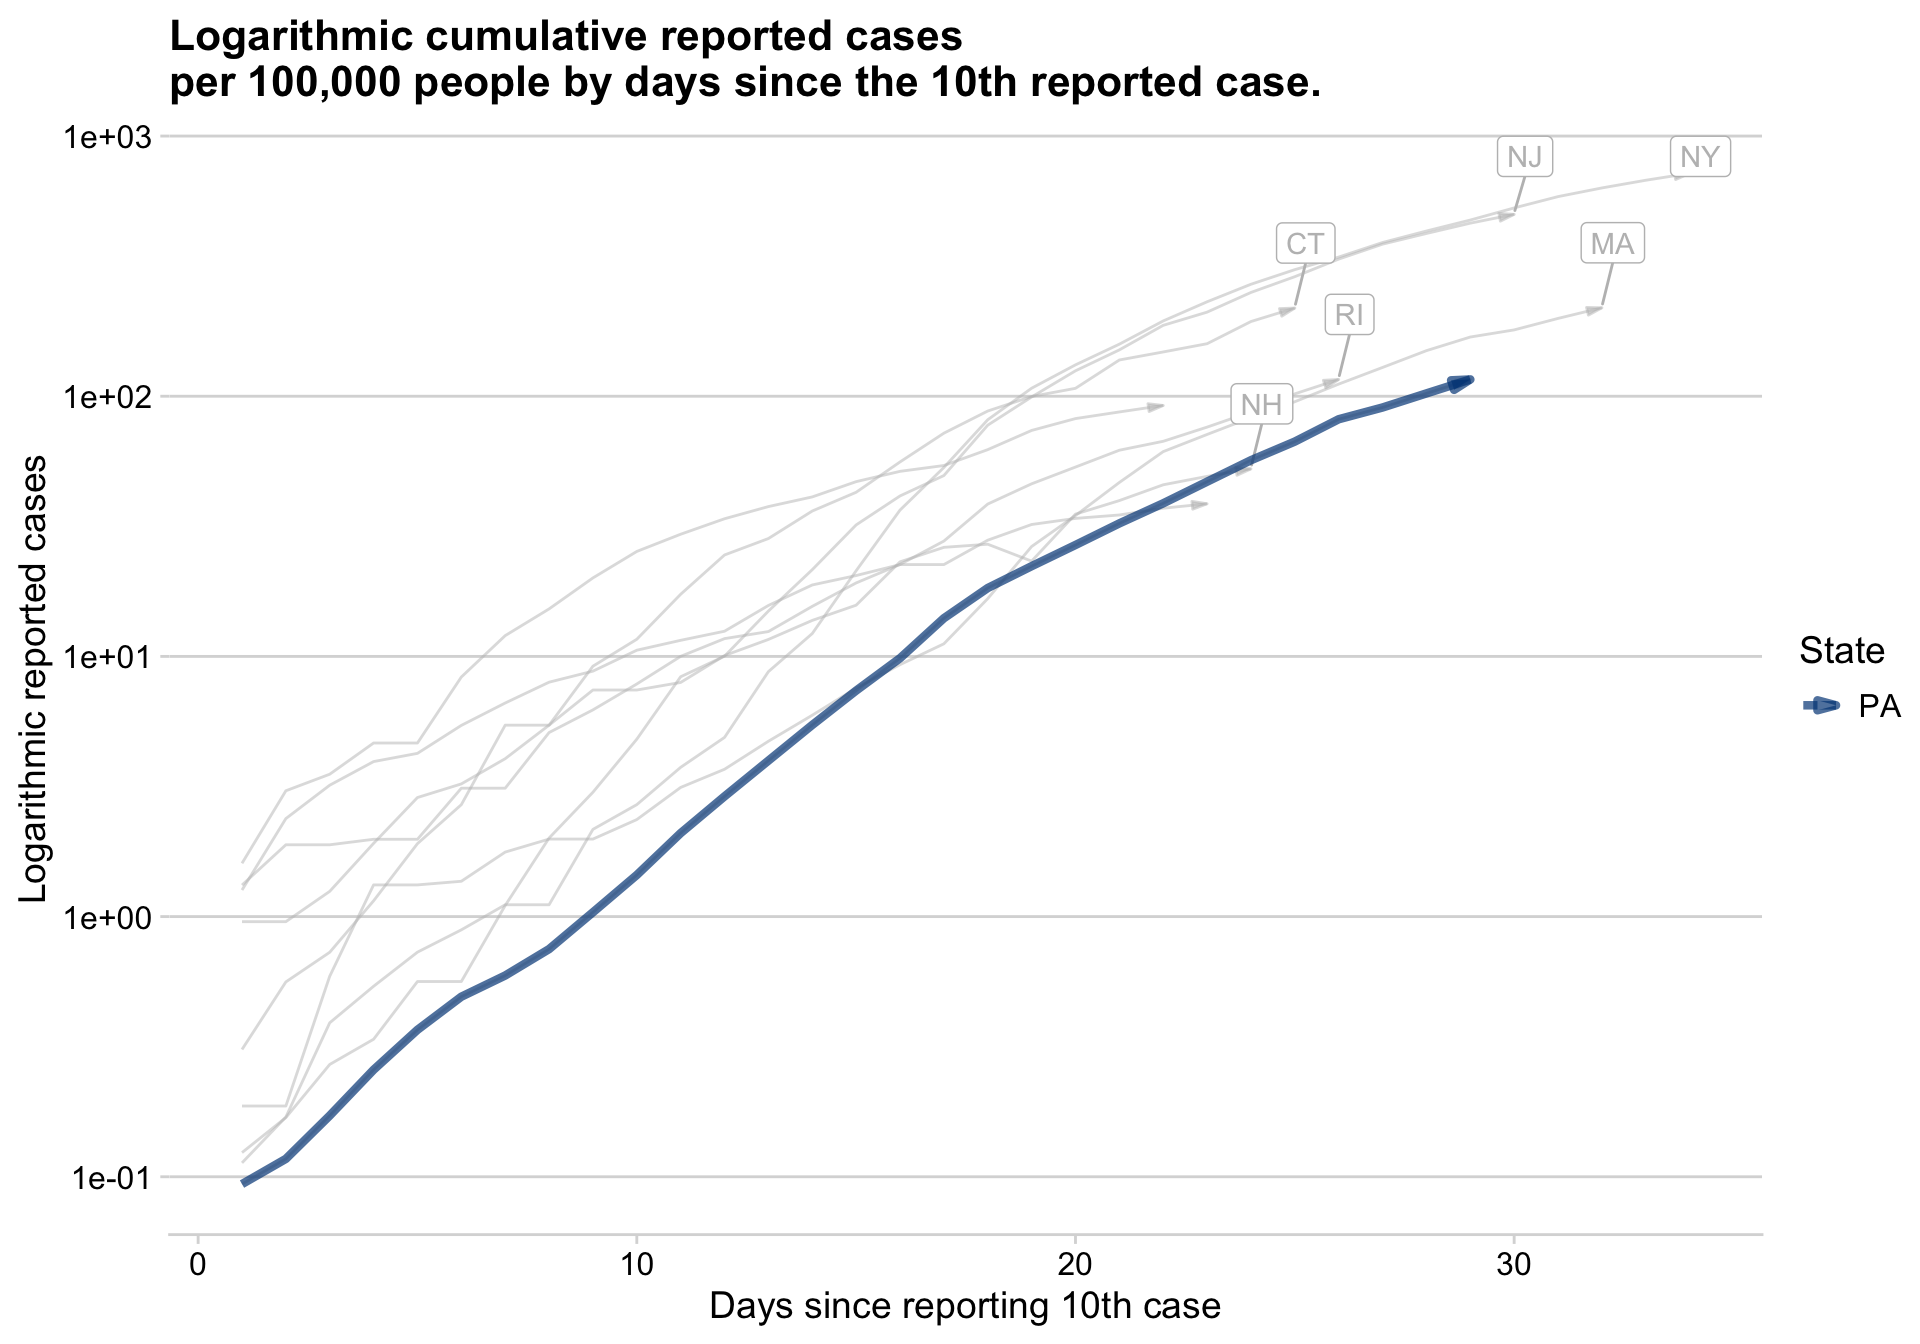 Logarithmic cumulative reported cases
per 100,000 people by days since the 10th reported case.
Logarithmic reported cases
1e+03
1e+02
1e+01
1e+00
1e-01
NJ
NY
CT
MA
RI
NH
0
10
20
30
Days since reporting 10th case
State
PA